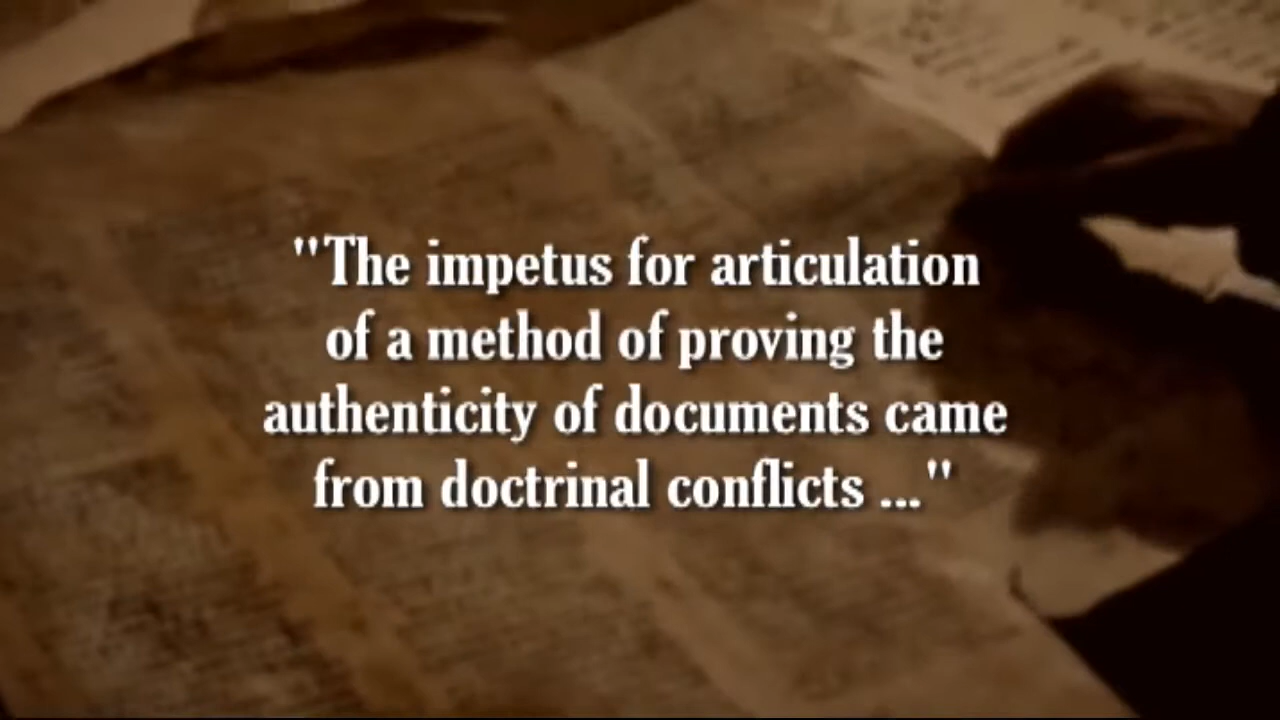 "The impetus for articulation
of a method of proving the
authenticity of documents came
from doctrinal conflicts ..."